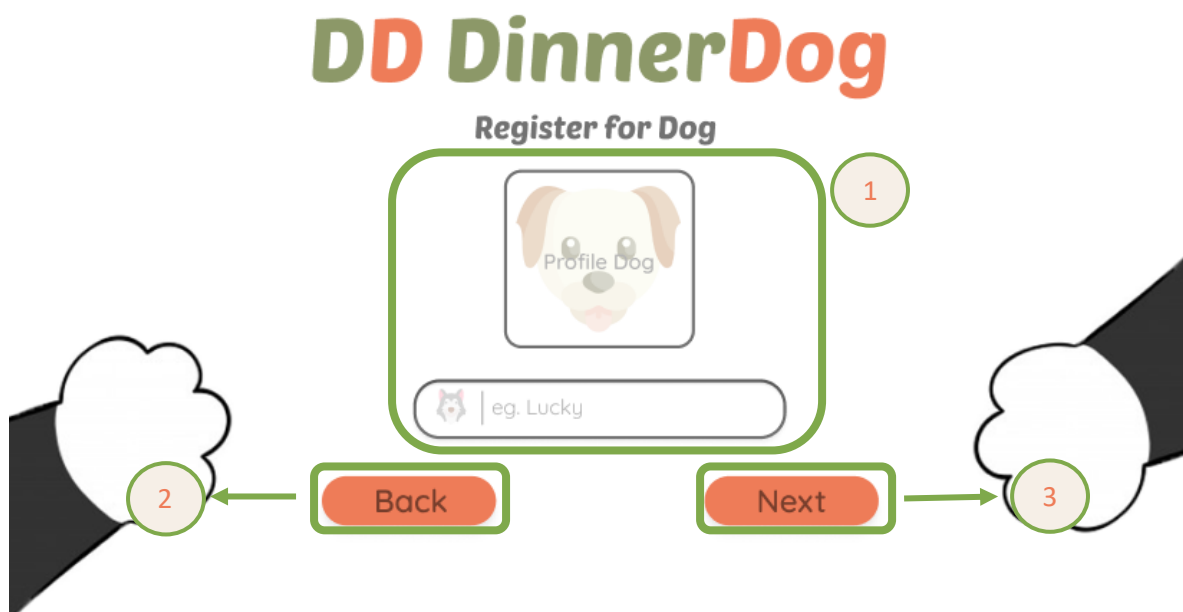 DD DinnerDog
Register for Dog
1
Profile Dog
eg. Lucky
2
Back
Next
3